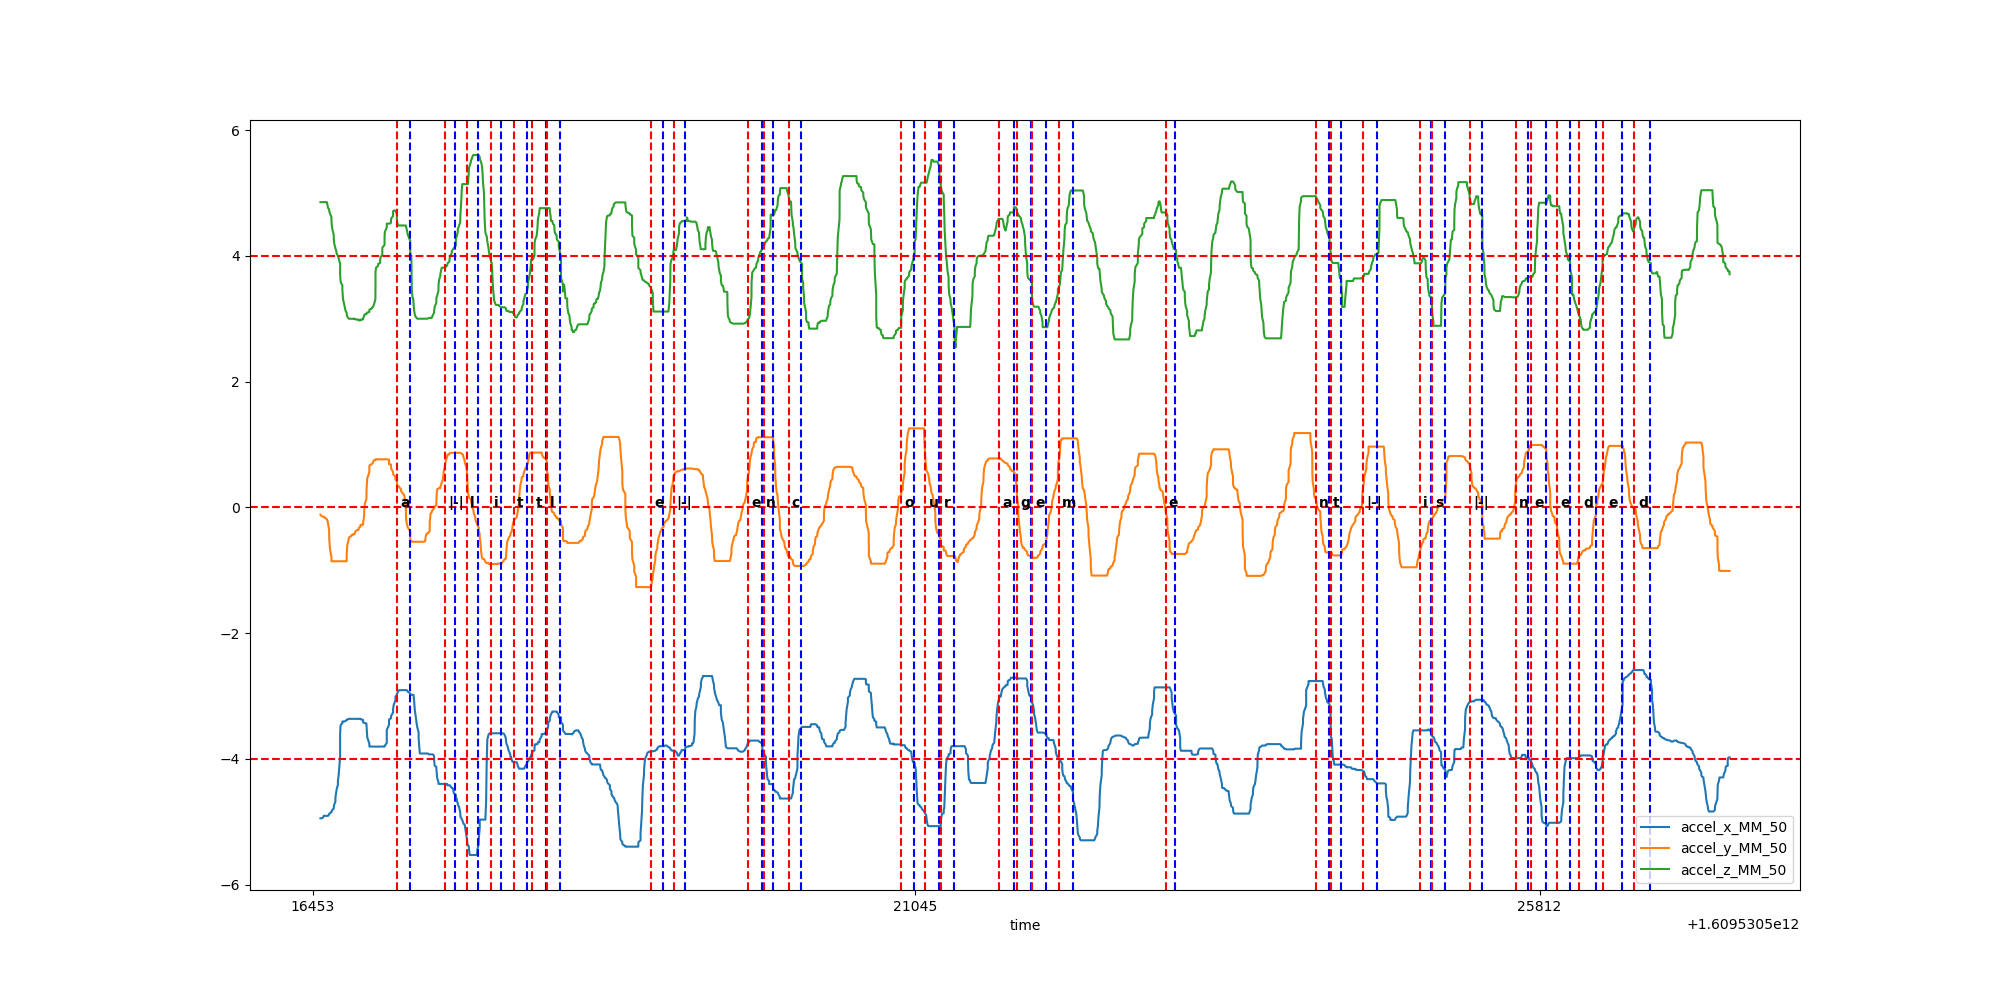 6
4
2
0
−2
−4
−6
a |-| l i t t l e |-| e n c o u r a g e m e n t |-| i s |-| n e e d e d
accel_x_MM_50
accel_y_MM_50
accel_z_MM_50
16453 21045 25812
time
+1.6095305e12